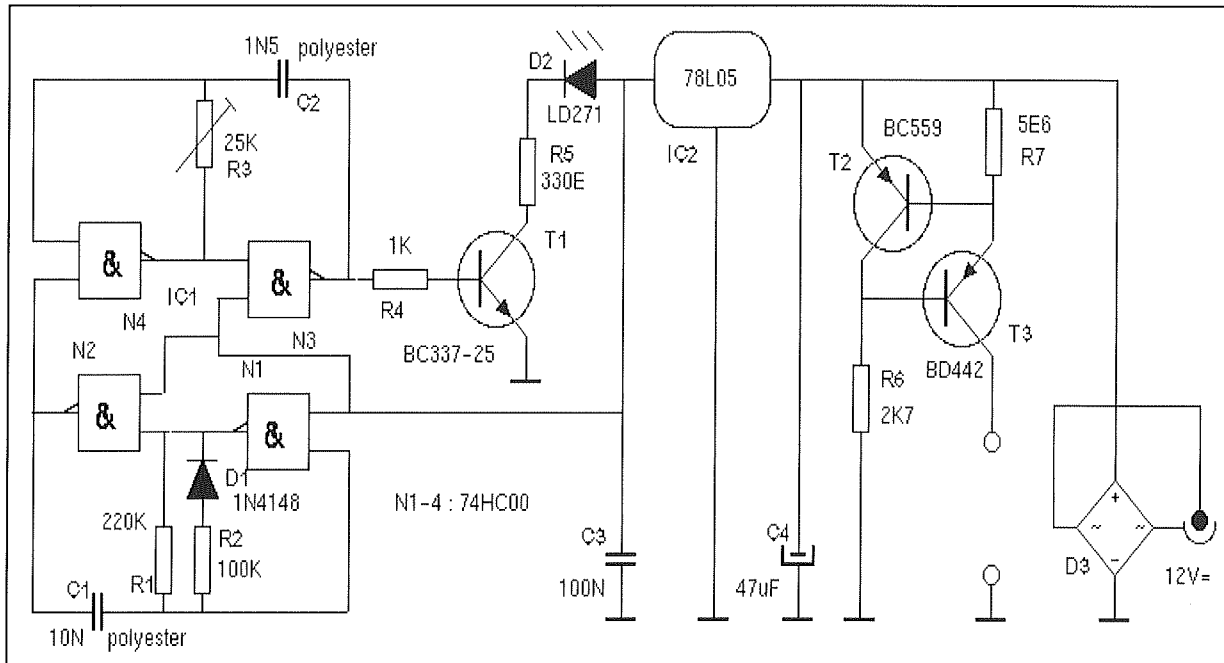 1N5 polyester
C2
25K
R3
&
&
IC1
N4
N3
1K
R4
T1
BC337-25
D2
LD271
R5
330E
78L05
IC2
BC559
T2
5E6
R7
T3
BD442
R6
2K7
N2
N1
&
&
D1
1N4148
220K
R1
R2
100K
C1
10N polyester
N1-4 : 74HC00
C3
100N
C4
47uF
+
~ ~
-
D3
12V=